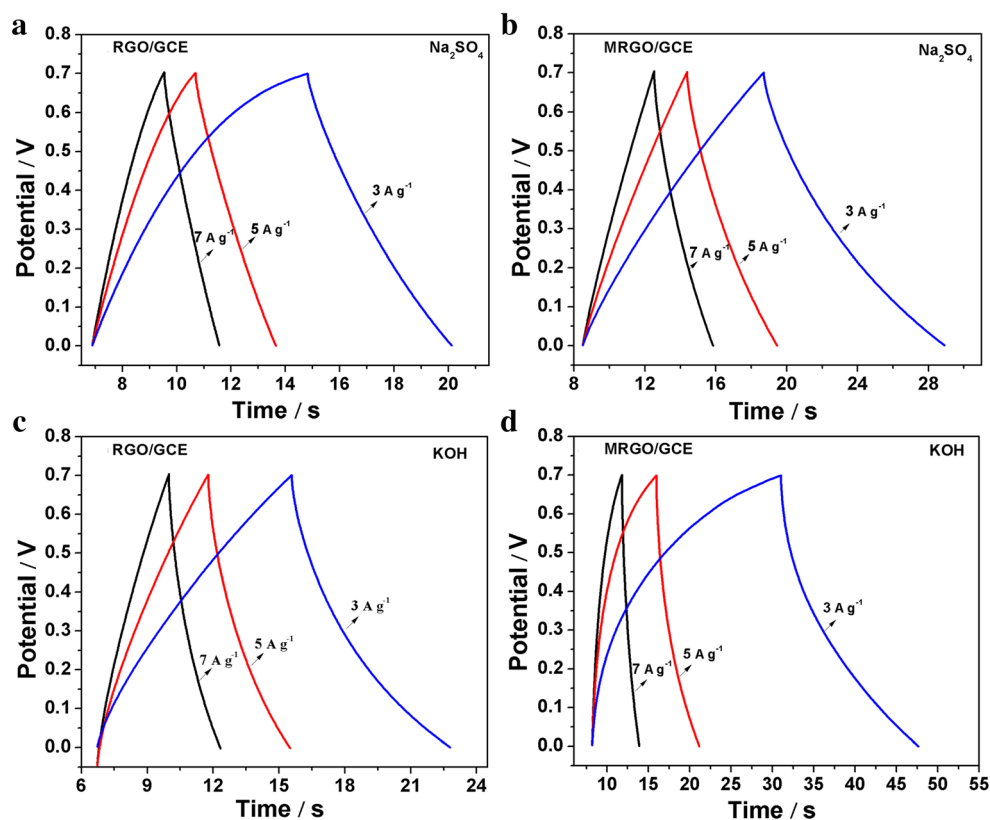 a
RGO/GCE
Na₂SO₄
0.8
0.7
0.6
0.5
0.4
0.3
0.2
0.1
0.0
Potential / V
7 A g⁻¹
5 A g⁻¹
3 A g⁻¹
8 10 12 14 16 18 20
Time / s
b
MRGO/GCE
Na₂SO₄
0.8
0.7
0.6
0.5
0.4
0.3
0.2
0.1
0.0
Potential / V
7 A g⁻¹
5 A g⁻¹
3 A g⁻¹
8 12 16 20 24 28
Time / s
c
RGO/GCE
KOH
0.8
0.7
0.6
0.5
0.4
0.3
0.2
0.1
0.0
Potential / V
7 A g⁻¹
5 A g⁻¹
3 A g⁻¹
6 9 12 15 18 21 24
Time / s
d
MRGO/GCE
KOH
0.8
0.7
0.6
0.5
0.4
0.3
0.2
0.1
0.0
Potential / V
7 A g⁻¹
5 A g⁻¹
3 A g⁻¹
10 15 20 25 30 35 40 45 50 55
Time / s